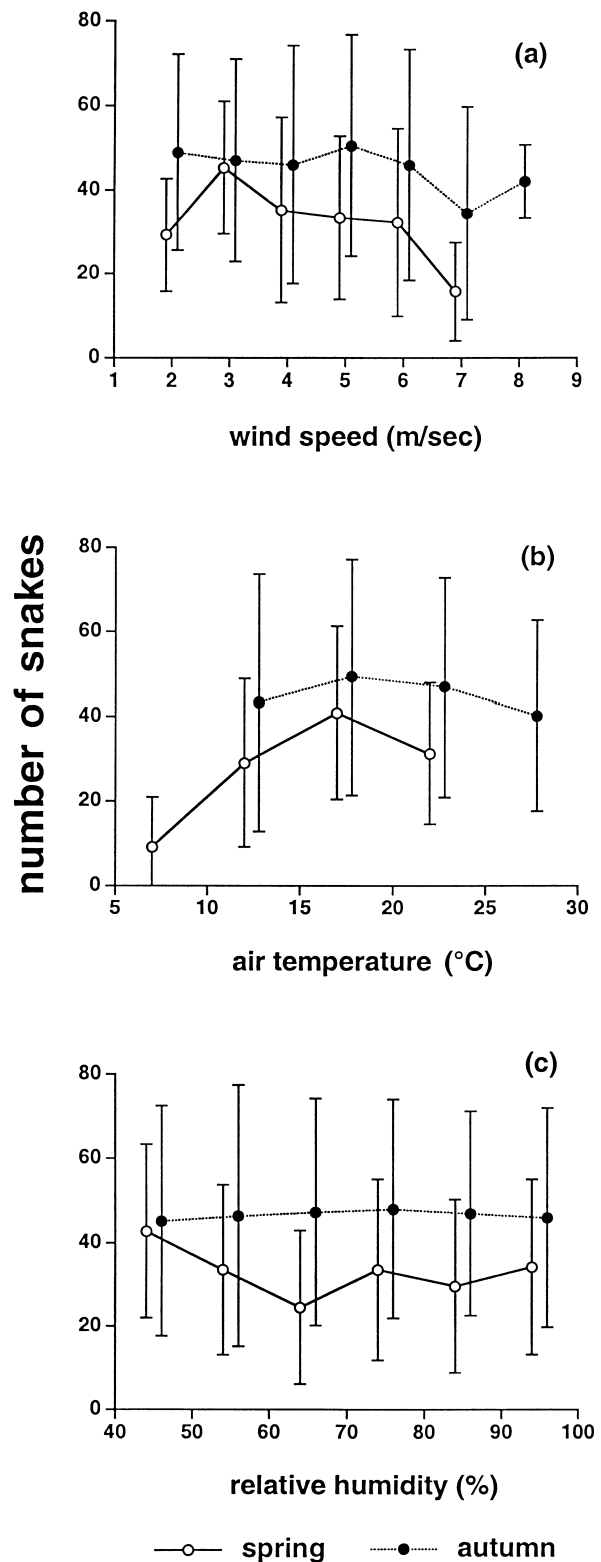 number of snakes
(a)
80
60
40
20
0
1 2 3 4 5 6 7 8 9
wind speed (m/sec)
(b)
80
60
40
20
0
5 10 15 20 25 30
air temperature (°C)
(c)
80
60
40
20
0
40 50 60 70 80 90 100
relative humidity (%)
spring autumn